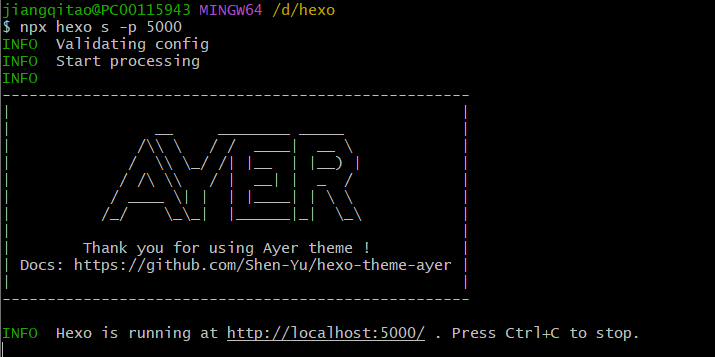 jiangqitao@PC00115943 MINGW64 /d/hexo
$ npx hexo s -p 5000
INFO  Validating config
INFO  Start processing
INFO
AYER
Thank you for using Ayer theme !
Docs: https://github.com/Shen-Yu/hexo-theme-ayer
INFO  Hexo is running at http://localhost:5000/ . Press Ctrl+C to stop.